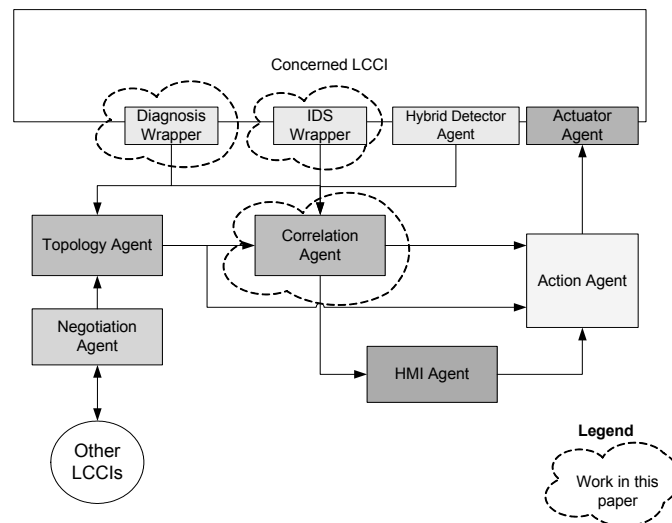 Concerned LCCI
Diagnosis
Wrapper
IDS
Wrapper
Hybrid Detector
Agent
Actuator
Agent
Topology Agent
Correlation
Agent
Action Agent
Negotiation
Agent
HMI Agent
Other
LCCIs
Legend
Work in this
paper